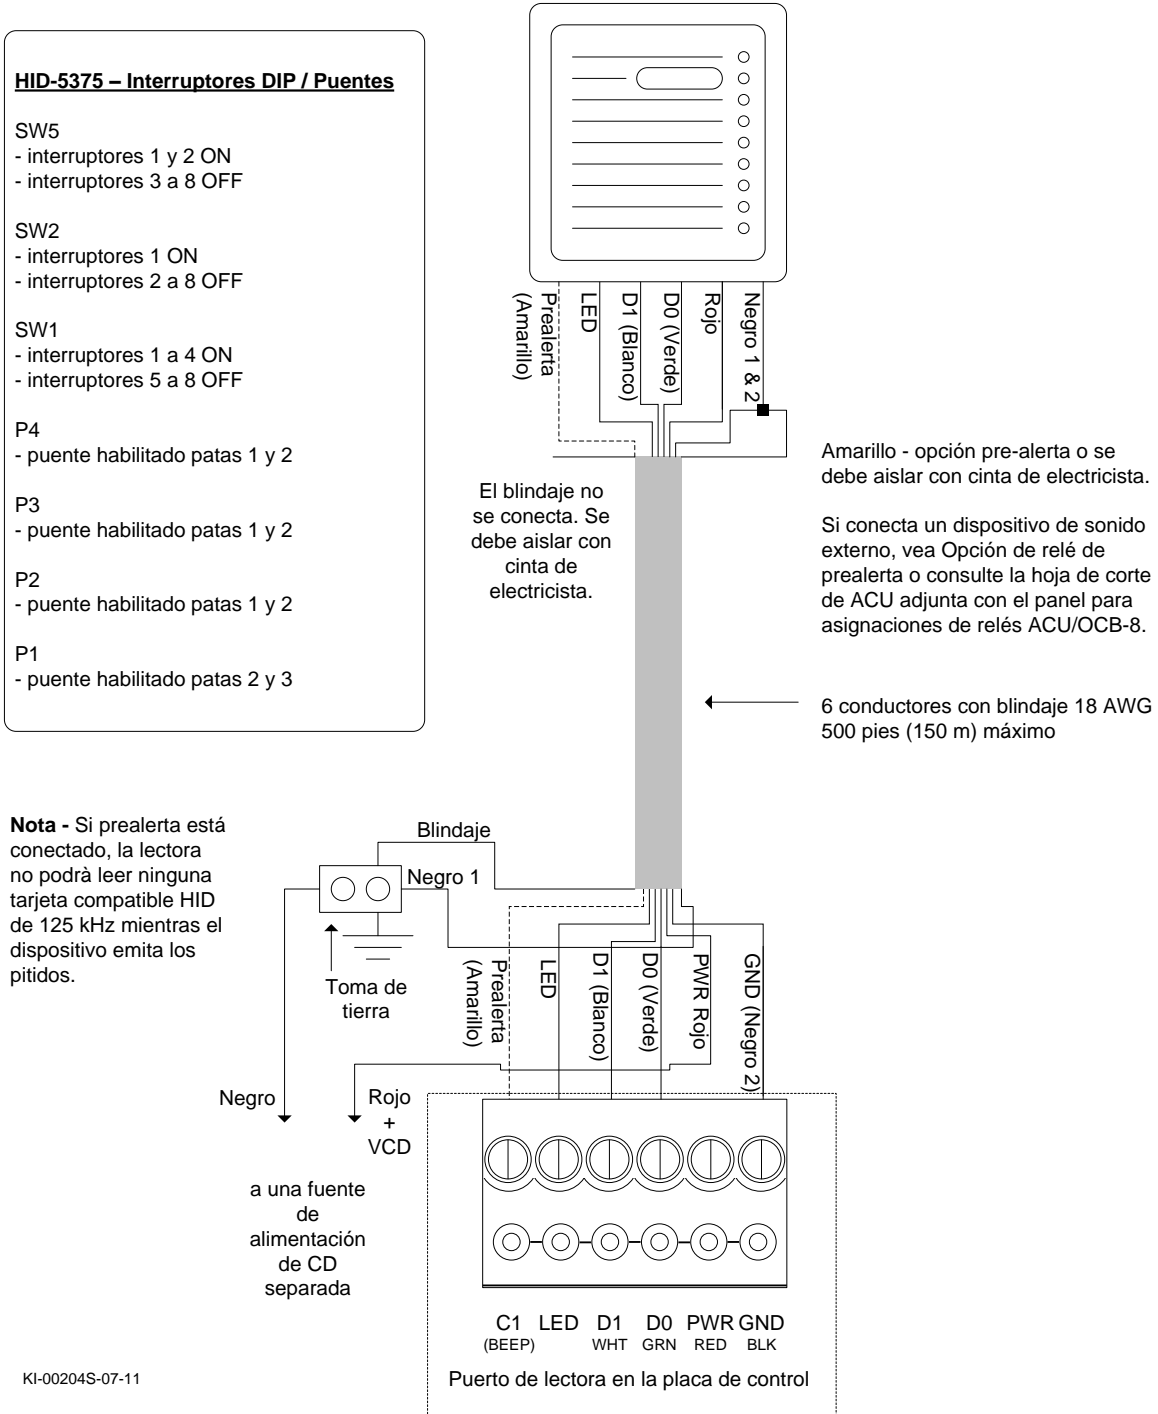 HID-5375 – Interruptores DIP / Puentes
SW5
- interruptores 1 y 2 ON
- interruptores 3 a 8 OFF
SW2
- interruptores 1 ON
- interruptores 2 a 8 OFF
SW1
- interruptores 1 a 4 ON
- interruptores 5 a 8 OFF
P4
- puente habilitado patas 1 y 2
P3
- puente habilitado patas 1 y 2
P2
- puente habilitado patas 1 y 2
P1
- puente habilitado patas 2 y 3
Prealerta
(Amarillo)
LED
D1 (Blanco)
D0 (Verde)
Rojo
Negro 1 & 2
El blindaje no
se conecta. Se
debe aislar con
cinta de
electricista.
Amarillo - opción pre-alerta o se
debe aislar con cinta de electricista.
Si conecta un dispositivo de sonido
externo, vea Opción de relé de
prealerta o consulte la hoja de corte
de ACU adjunta con el panel para
asignaciones de relés ACU/OCB-8.
6 conductores con blindaje 18 AWG
500 pies (150 m) máximo
Nota - Si prealerta está
conectado, la lectora
no podrà leer ninguna
tarjeta compatible HID
de 125 kHz mientras el
dispositivo emita los
pitidos.
Blindaje
Negro 1
Toma de
tierra
Prealerta
(Amarillo)
LED
D1 (Blanco)
D0 (Verde)
PWR Rojo
GND (Negro 2)
Negro
Rojo
+
VCD
a una fuente
de
alimentación
de CD
separada
C1 LED D1 D0 PWR GND
(BEEP) WHT GRN RED BLK
Puerto de lectora en la placa de control
KI-00204S-07-11